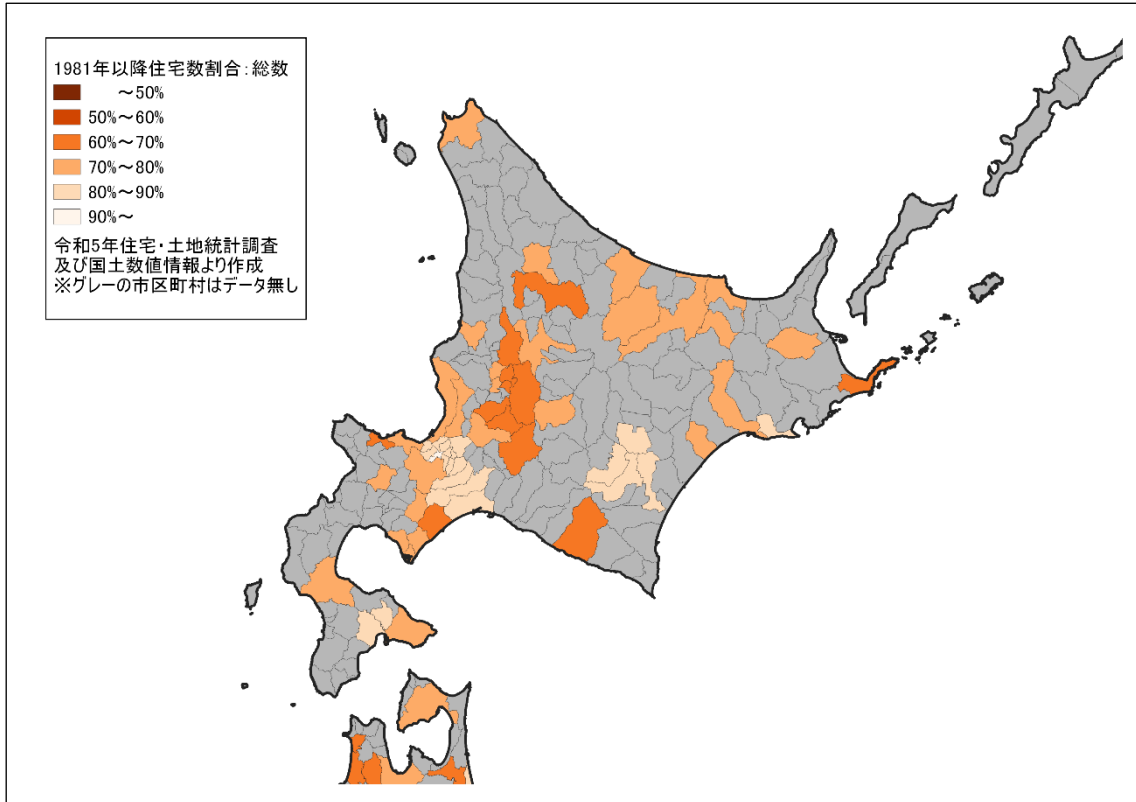 1981年以降住宅数割合:総数
～50%
50%～60%
60%～70%
70%～80%
80%～90%
90%～
令和5年住宅・土地統計調査
及び国土数値情報より作成
※グレーの市区町村はデータ無し